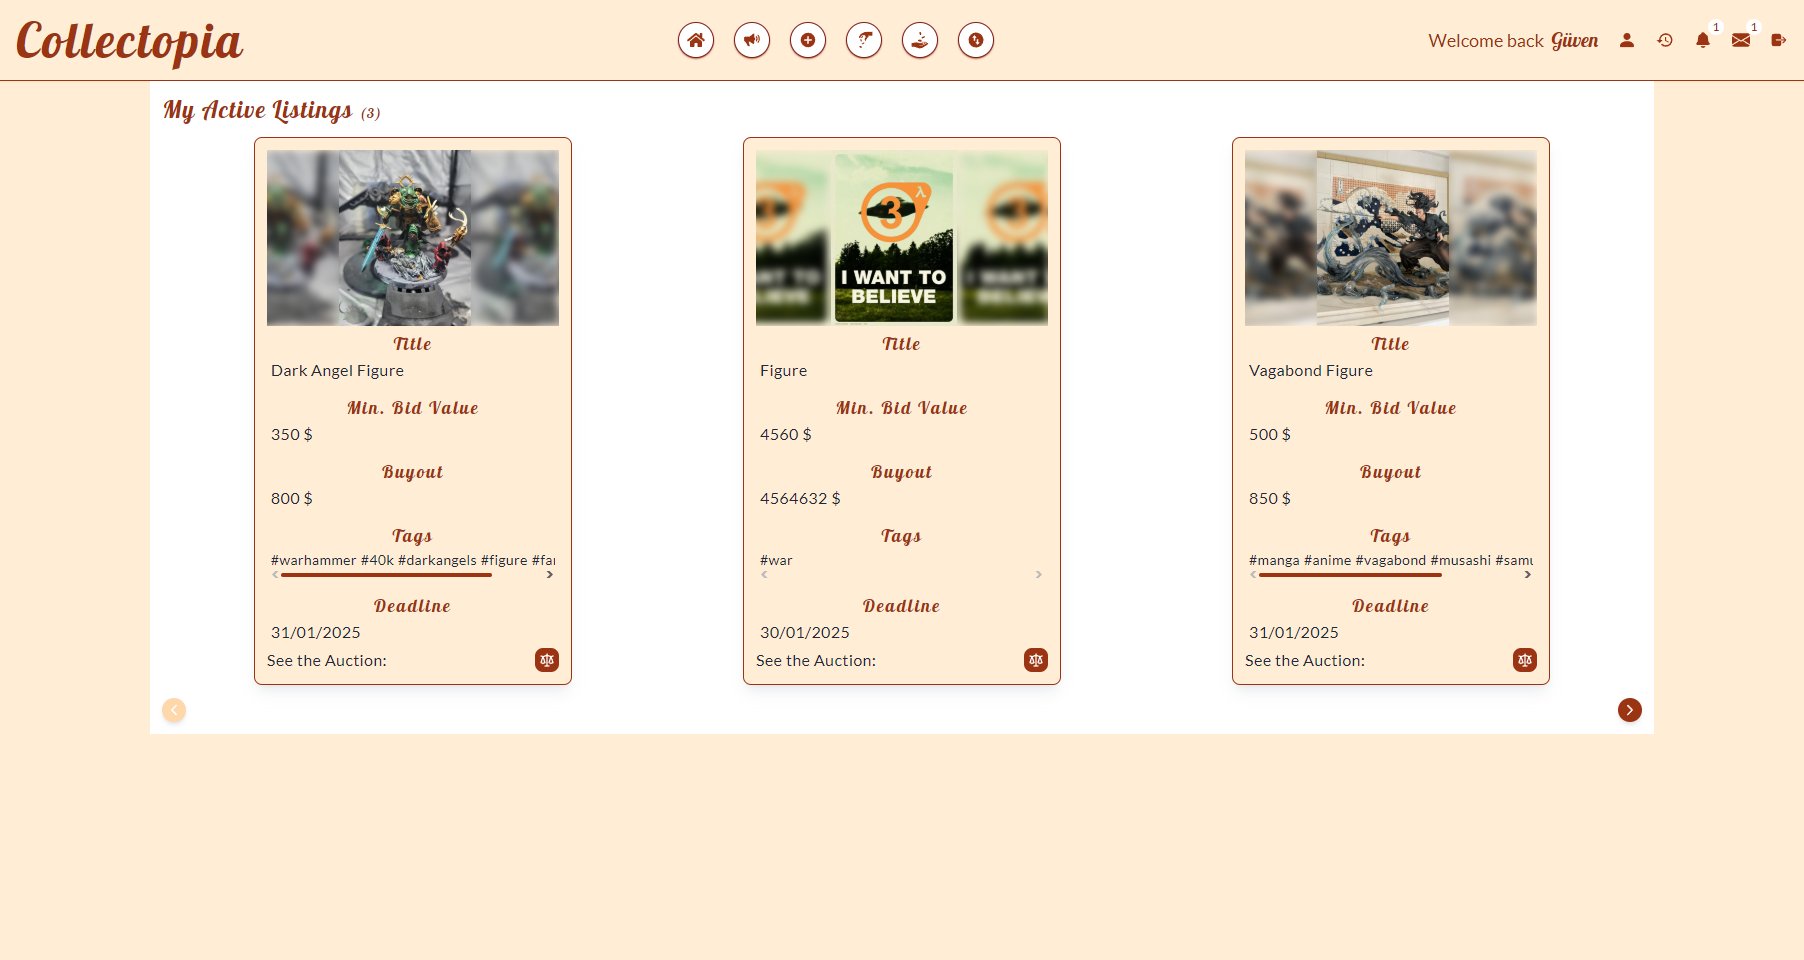 Collectopia
Welcome back Güven
1
1
My Active Listings (3)
3
I WANT TO
BELIEVE
Title
Dark Angel Figure
Min. Bid Value
350 $
Buyout
800 $
Tags
#warhammer #40k #darkangels #figure
Deadline
31/01/2025
See the Auction:
Title
Figure
Min. Bid Value
4560 $
Buyout
4564632 $
Tags
#war
Deadline
30/01/2025
See the Auction:
Title
Vagabond Figure
Min. Bid Value
500 $
Buyout
850 $
Tags
#manga #anime #vagabond #musashi
Deadline
31/01/2025
See the Auction: